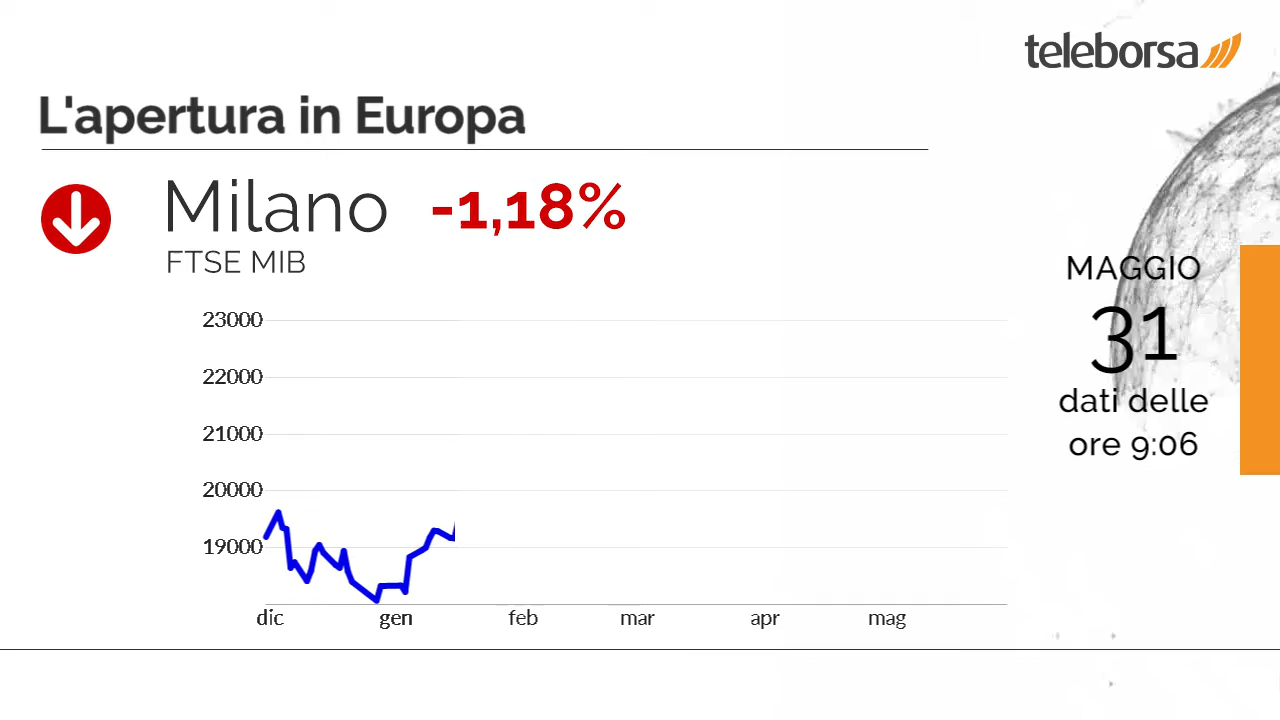 teleborsa
L'apertura in Europa
Milano -1,18%
FTSE MIB
MAGGIO
31
dati delle
ore 9:06
23000
22000
21000
20000
19000
dic gen feb mar apr mag